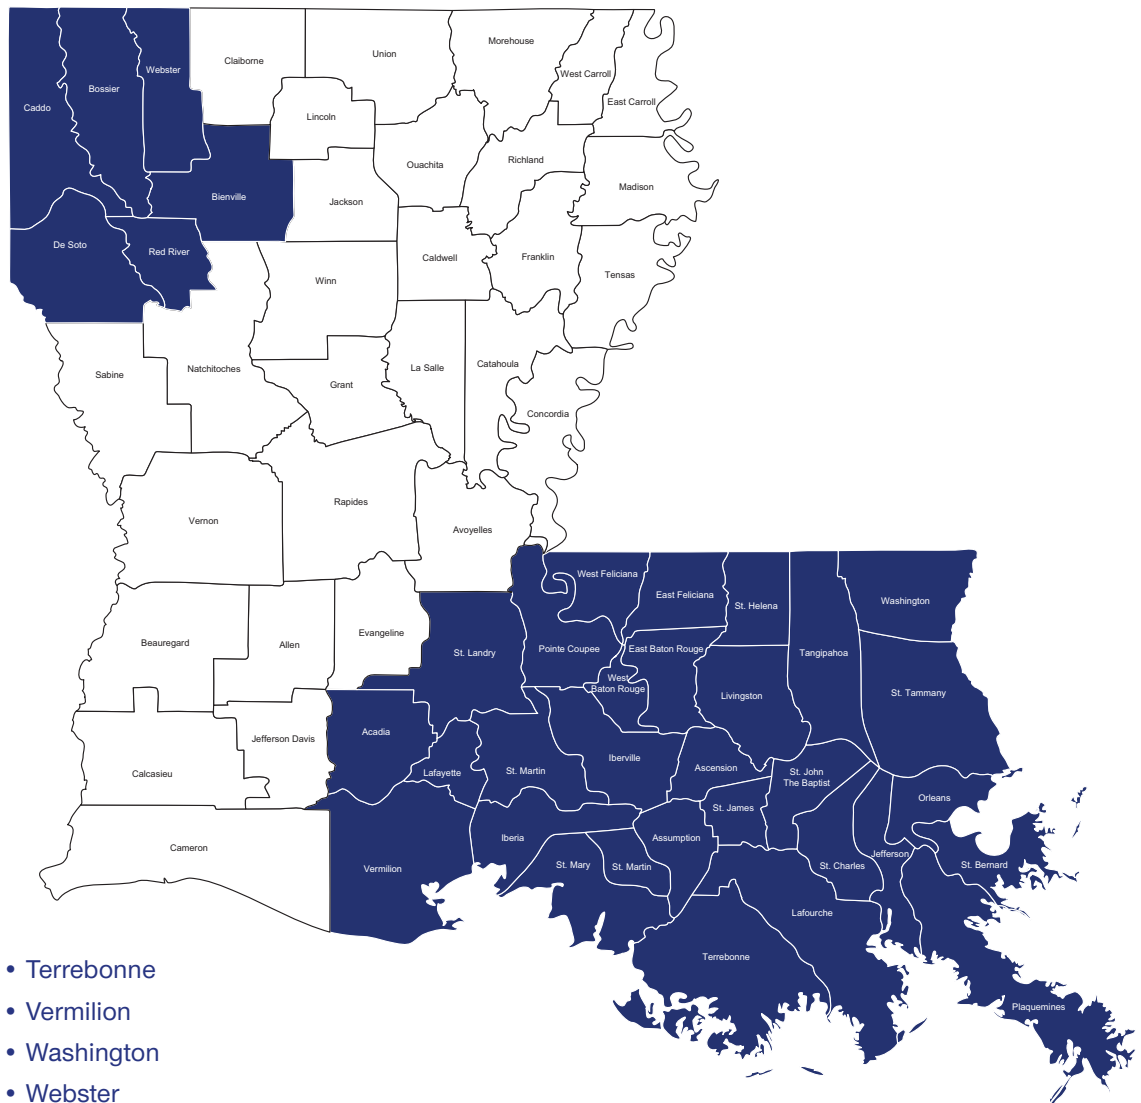 Claiborne
Union
Morehouse
West Carroll
East Carroll
Webster
Bossier
Caddo
Lincoln
Ouachita
Richland
Madison
Bienville
Jackson
De Soto
Red River
Winn
Caldwell
Franklin
Tensas
Sabine
Natchitoches
Grant
La Salle
Catahoula
Concordia
Vernon
Rapides
Avoyelles
West Feliciana
East Feliciana
St. Helena
Washington
Beauregard
Allen
Evangeline
St. Landry
Pointe Coupee
East Baton Rouge
West
Baton Rouge
Tangipahoa
Livingston
St. Tammany
Jefferson Davis
Acadia
Calcasieu
Lafayette
St. Martin
Iberville
Ascension
St. John
The Baptist
Orleans
St. James
Cameron
Vermilion
Iberia
Assumption
St. Mary
St. Martin
St. Charles
Jefferson
St. Bernard
Lafourche
Terrebonne
Plaquemines
• Terrebonne
• Vermilion
• Washington
• Webster